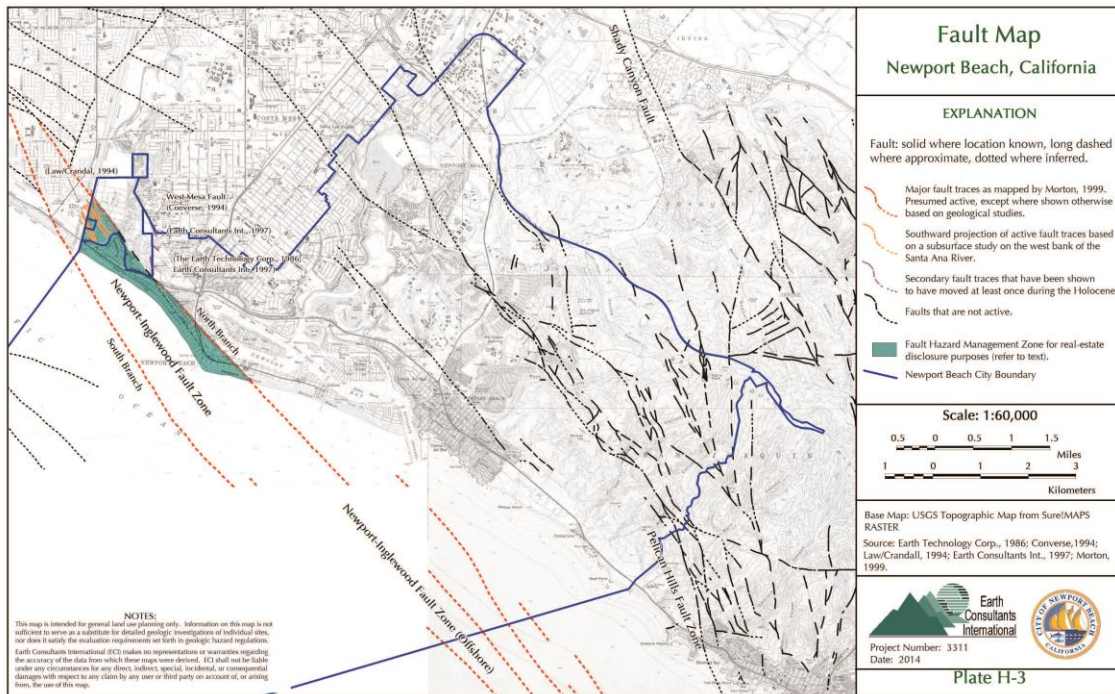 Fault Map
Newport Beach, California
EXPLANATION
Fault: solid where location known, long dashed
where approximate, dotted where inferred.
Major fault traces as mapped by Morton, 1999.
Presumed active, except where shown otherwise
based on geological studies.
Southward projection of active fault traces based
on a subsurface study on the west bank of the
Santa Ana River.
Secondary fault traces that have been shown
to have moved at least once during the Holocene
Faults that are not active.
Fault Hazard Management Zone for real-estate
disclosure purposes (refer to text).
Newport Beach City Boundary
Scale: 1:60,000
0.5 0 0.5 1 1.5
Miles
1 0 1 2 3
Kilometers
Base Map: USGS Topographic Map from Sure!MAPS
RASTER
Source: Earth Technology Corp., 1986; Converse,1994;
Law/Crandall, 1994; Earth Consultants Int., 1997; Morton,
1999.
Earth
Consultants
International
Project Number: 3311
Date: 2014
CITY OF NEWPORT BEACH
CALIFORNIA
Plate H-3
Shady Canyon Fault
IRVINE
COSTA MESA
(Law/Crandal, 1994)
West-Mesa Fault
(Converse, 1994)
(Earth Consultants Int., 1997)
(The Earth Technology Corp., 1986,
Earth Consultants Int. 1997)
Newport-Inglewood Fault Zone
North Branch
South Branch
NEWPORT BEACH
OCEAN
Newport-Inglewood Fault Zone (Offshore)
Pelican Hills Fault Zone
NOTES:
This map is intended for general land use planning only. Information on this map is not
sufficient to serve as a substitute for detailed geologic investigations of individual sites,
nor does it satisfy the evaluation requirements set forth in geologic hazard regulations.
Earth Consultants International (ECI) makes no representations or warranties regarding
the accuracy of the data from which these maps were derived. ECI shall not be liable
under any circumstances for any direct, indirect, special, incidental, or consequential
damages with respect to any claim by any user or third party on account of, or arising
from, the use of this map.